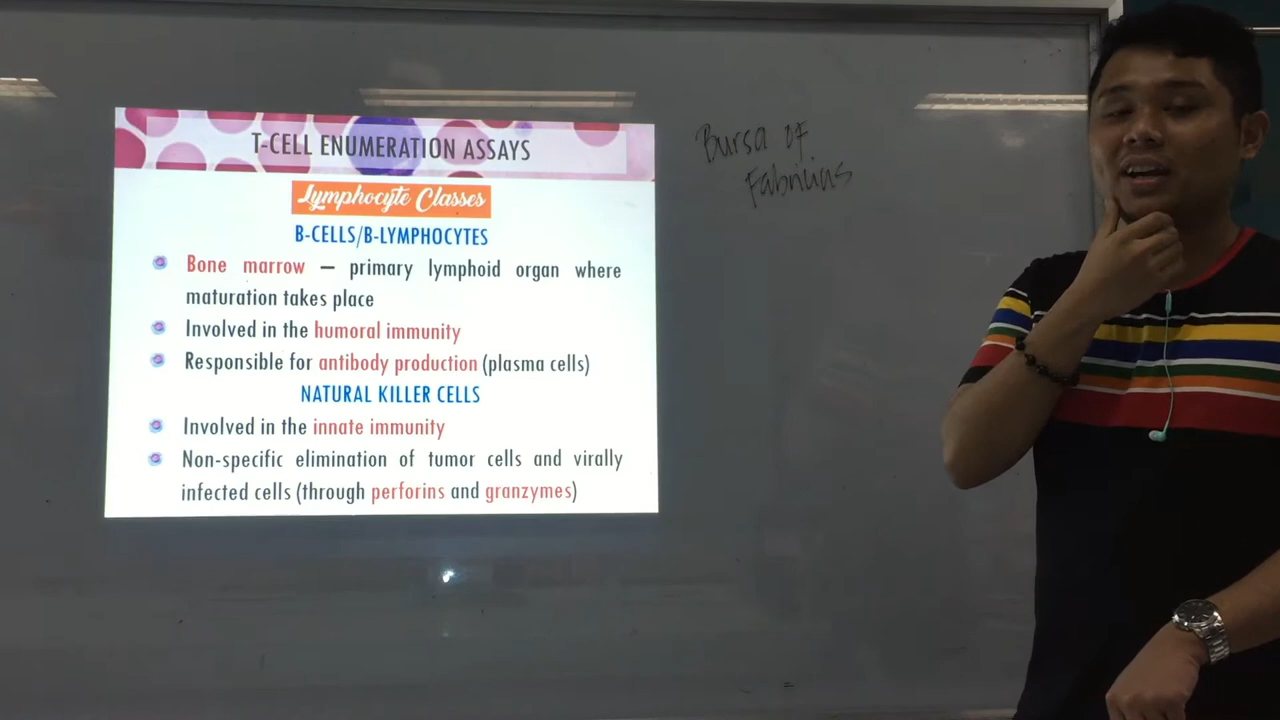 T-CELL ENUMERATION ASSAYS
Lymphocyte Classes
B-CELLS/B-LYMPHOCYTES
Bone marrow – primary lymphoid organ where
maturation takes place
Involved in the humoral immunity
Responsible for antibody production (plasma cells)
NATURAL KILLER CELLS
Involved in the innate immunity
Non-specific elimination of tumor cells and virally
infected cells (through perforins and granzymes)
Bursa of
Fabricius